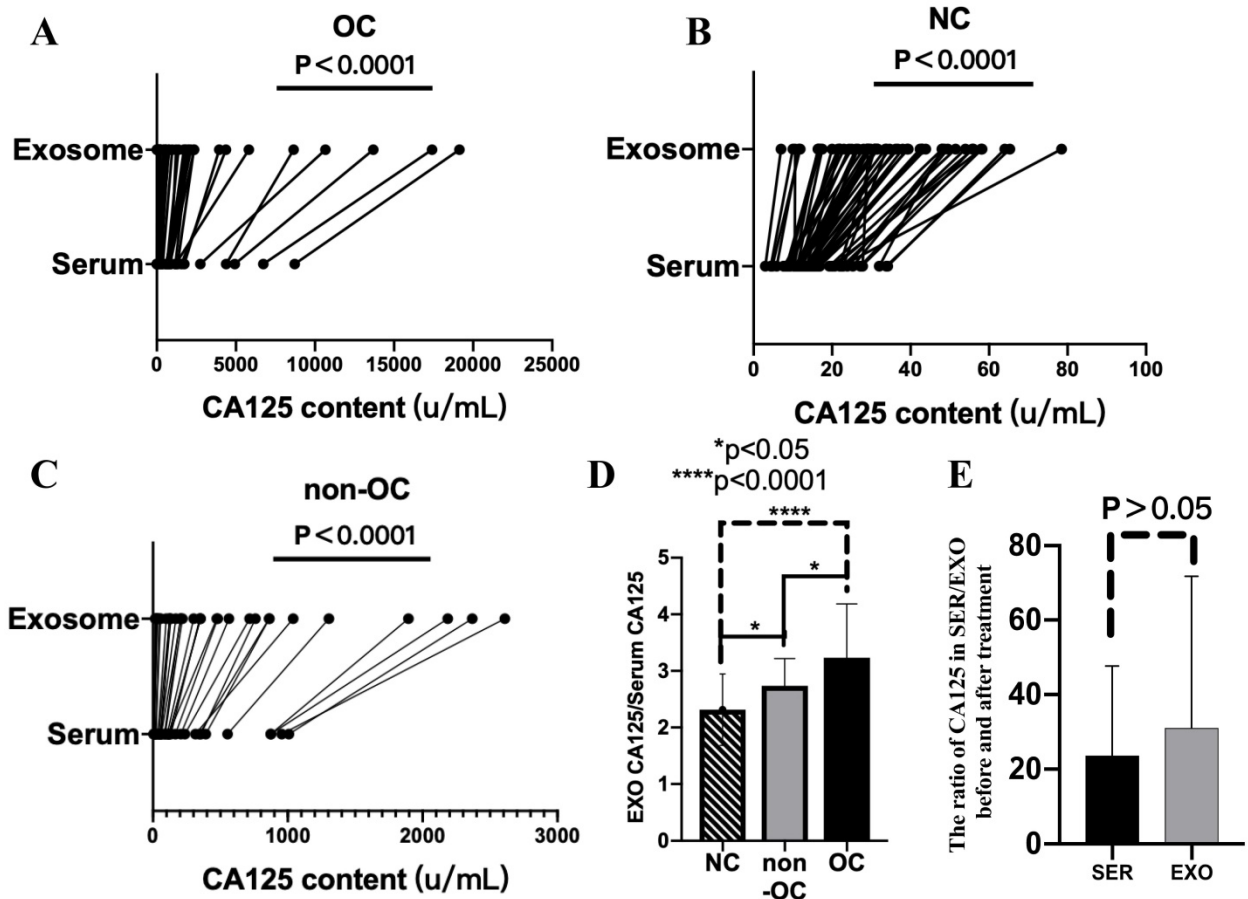 A
OC
P<0.0001
Exosome
Serum
0 5000 10000 15000 20000 25000
CA125 content (u/mL)
B
NC
P<0.0001
Exosome
Serum
0 20 40 60 80 100
CA125 content (u/mL)
C
non-OC
P<0.0001
Exosome
Serum
0 1000 2000 3000
CA125 content (u/mL)
D
*p<0.05
****p<0.0001
****
*
*
EXO CA125/Serum CA125
5
4
3
2
1
0
NC non OC
-OC
E
P>0.05
The ratio of CA125 in SER/EXO
before and after treatment
80
60
40
20
0
SER EXO